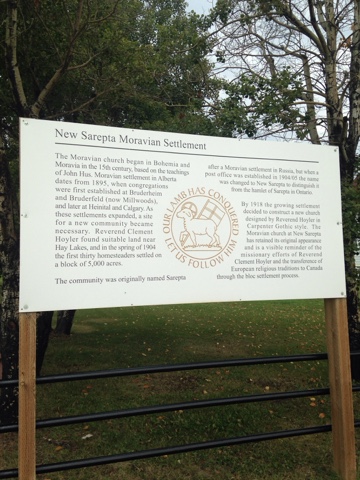 New Sarepta Moravian Settlement
The Moravian church began in Bohemia and
Moravia in the 15th century, based on the teachings
of John Hus. Moravian settlement in Alberta
dates from 1895, when congregations
were first established at Bruderheim
and Bruderfeld (now Millwoods),
and later at Heimtal and Calgary. As
these settlements expanded, a site
for a new community became
necessary. Reverend Clement
Hoyler found suitable land near
Hay Lakes, and in the spring of 1904
the first thirty homesteaders settled on
a block of 5,000 acres.
The community was originally named Sarepta
after a Moravian settlement in Russia, but when a
post office was established in 1904/05 the name
was changed to New Sarepta to distinguish it
from the hamlet of Sarepta in Ontario.
By 1918 the growing settlement
decided to construct a new church
designed by Reverend Hoyler in
Carpenter Gothic style. The
Moravian church at New Sarepta
has retained its original appearance
and is a visible reminder of the
missionary efforts of Reverend
Clement Hoyler and the transference of
European religious traditions to Canada
through the bloc settlement process.
OUR LAMB HAS CONQUERED
LET US FOLLOW HIM